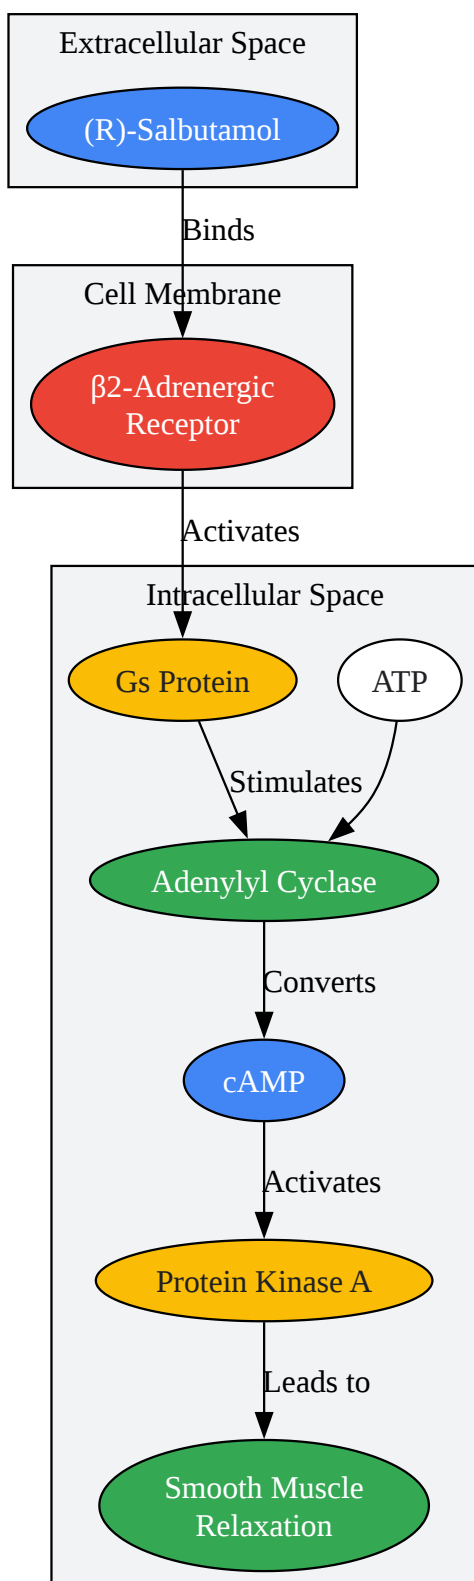 Extracellular Space
(R)-Salbutamol
Binds
Cell Membrane
β2-Adrenergic
Receptor
Activates
Intracellular Space
Gs Protein
ATP
Stimulates
Adenylyl Cyclase
Converts
cAMP
Activates
Protein Kinase A
Leads to
Smooth Muscle
Relaxation